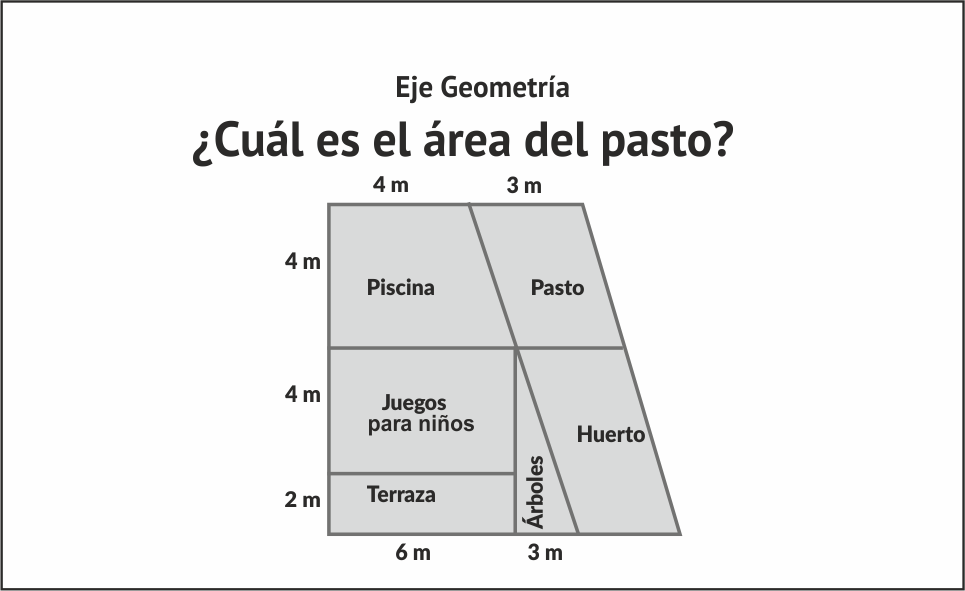 Eje Geometría
¿Cuál es el área del pasto?
4 m 3 m
4 m
Piscina Pasto
4 m
Juegos
para niños
Huerto
Árboles
2 m
Terraza
6 m 3 m